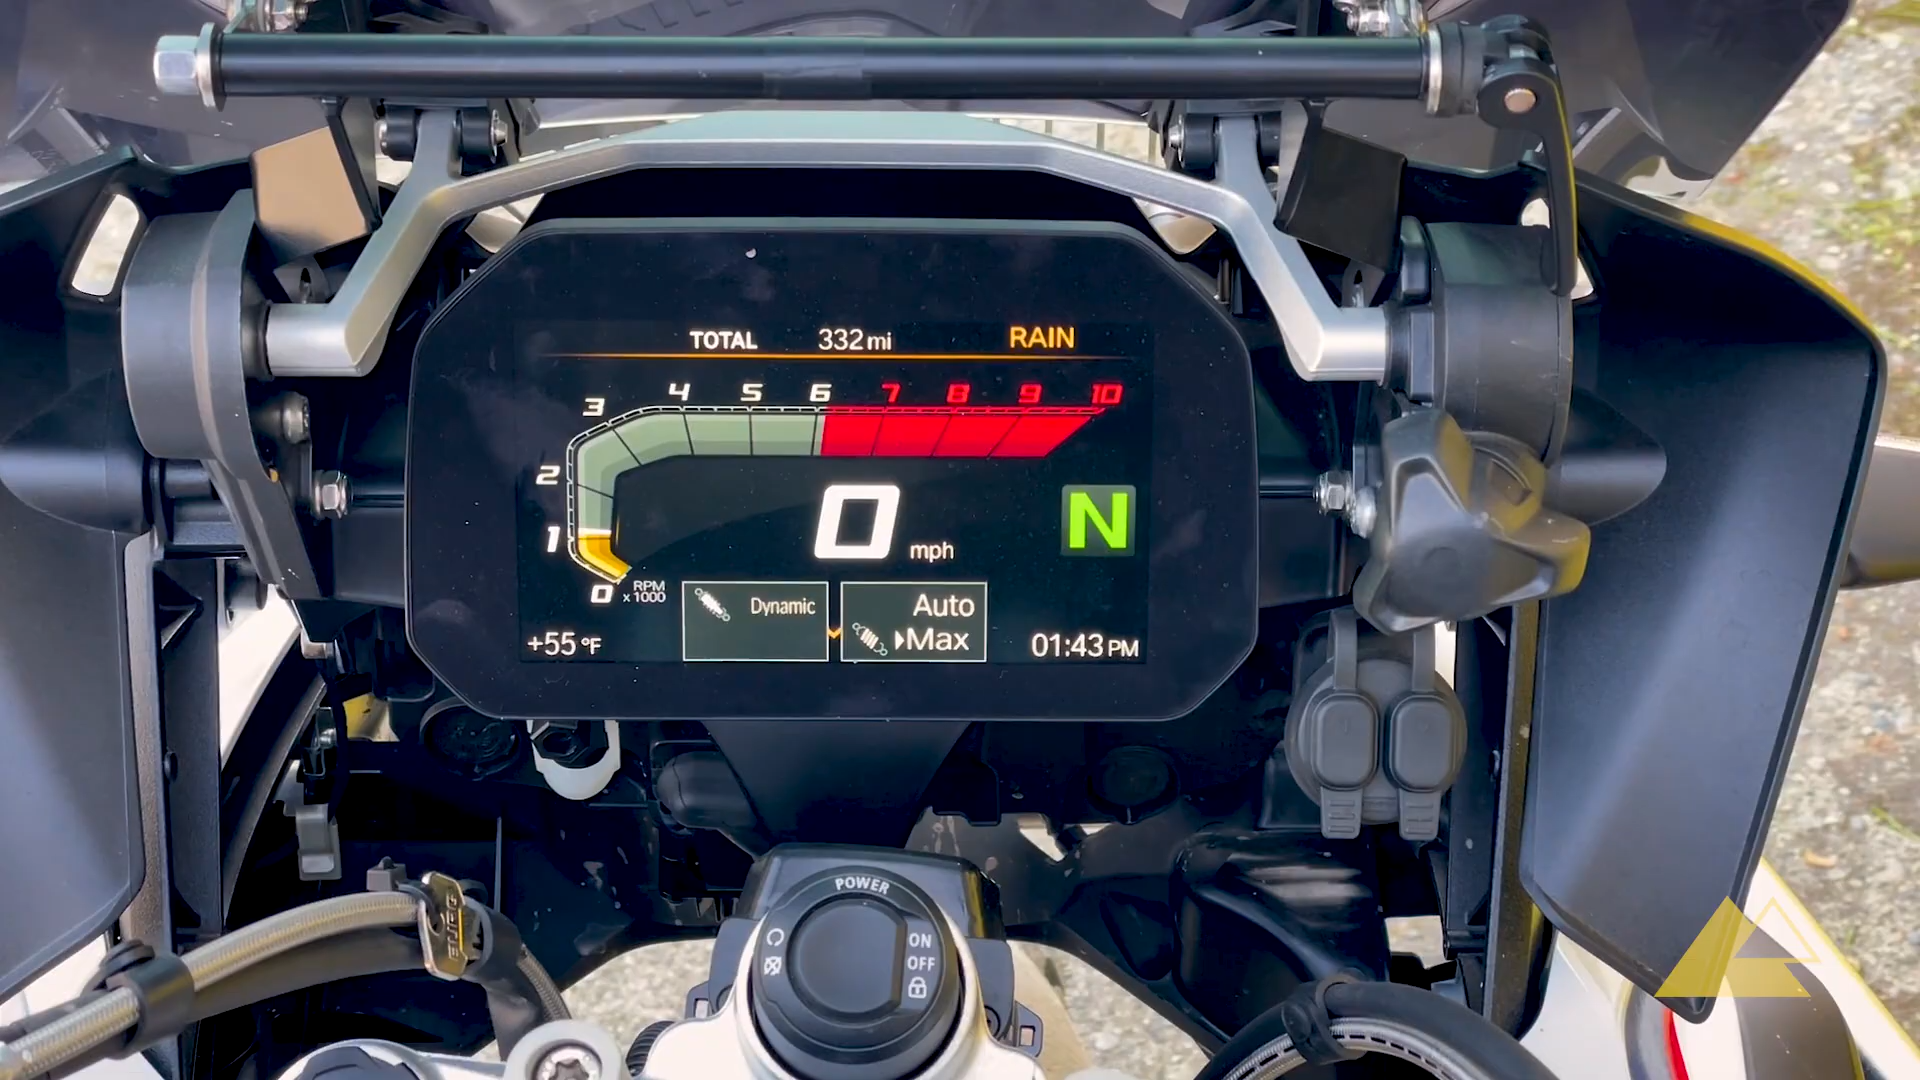 TOTAL 332 mi RAIN
3 4 5 6 7 8 9 10
2
1
0 RPM x 1000
0 mph
N
Dynamic
Auto
Max
+55 °F
01:43 PM
POWER
ON
OFF